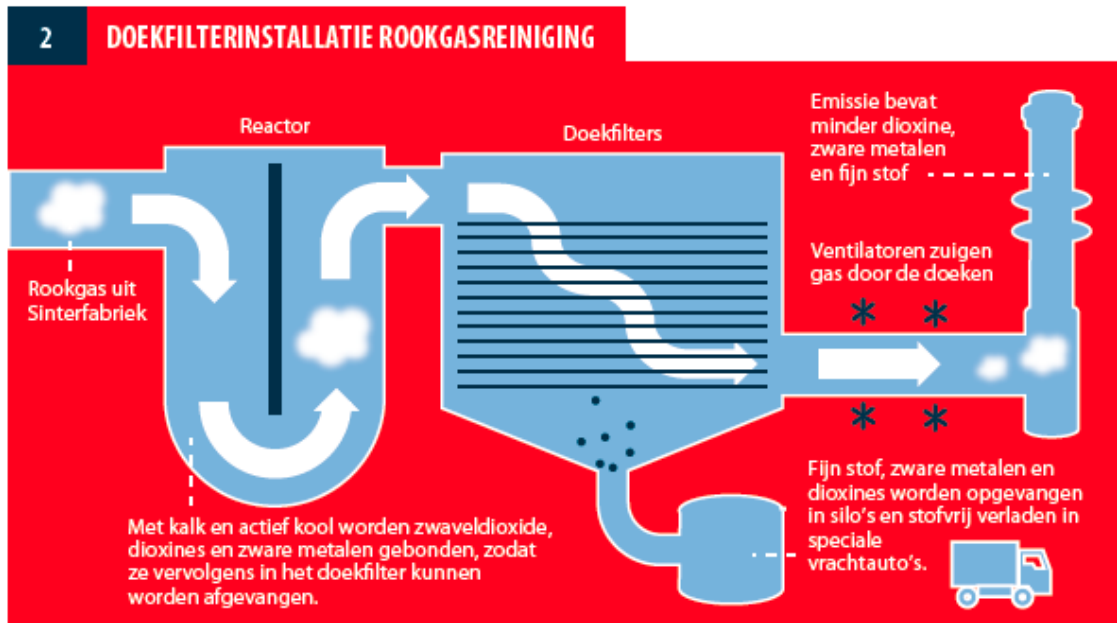 2 DOEKFILTERINSTALLATIE ROOKGASREINIGING
Reactor
Doekfilters
Emissie bevat
minder dioxine,
zware metalen
en fijn stof
Rookgas uit
Sinterfabriek
Ventilatoren zuigen
gas door de doeken
Met kalk en actief kool worden zwaveldioxide,
dioxines en zware metalen gebonden, zodat
ze vervolgens in het doekfilter kunnen
worden afgevangen.
Fijn stof, zware metalen en
dioxines worden opgevangen
in silo's en stofvrij verladen in
speciale
vrachtauto's.